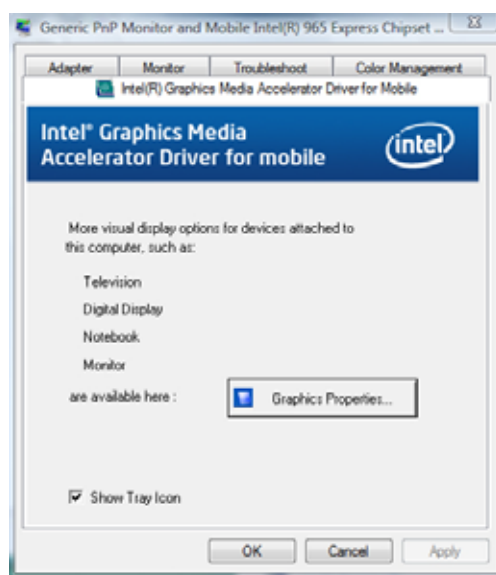 Generic PnP Monitor and Mobile Intel(R) 965 Express Chipset ...
Adapter Monitor Troubleshoot Color Management
Intel(R) Graphics Media Accelerator Driver for Mobile
Intel® Graphics Media
Accelerator Driver for mobile
intel
More visual display options for devices attached to
this computer, such as:
Television
Digital Display
Notebook
Monitor
are available here :
Graphics Properties...
Show Tray Icon
OK Cancel Apply